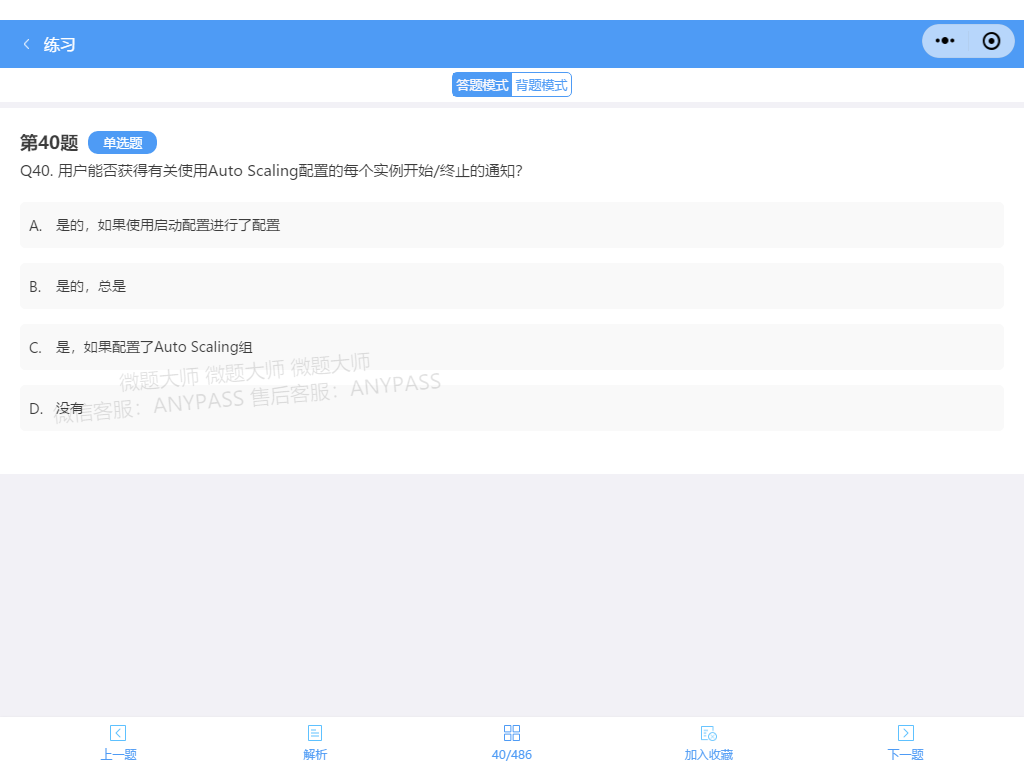 练习
答题模式 背题模式
第40题 单选题
Q40. 用户能否获得有关使用Auto Scaling配置的每个实例开始/终止的通知?
A. 是的，如果使用启动配置进行了配置
B. 是的，总是
C. 是，如果配置了Auto Scaling组
微题大师 微题大师 微题大师
微信客服：ANYPASS 售后客服：ANYPASS
D. 没有
上一题 解析 40/486 加入收藏 下一题